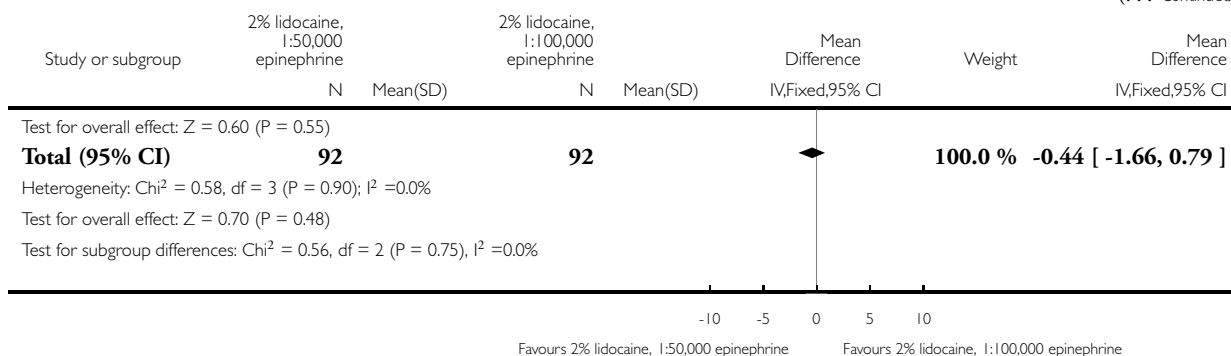 2% lidocaine, 2% lidocaine,
1:50,000 1:100,000 Mean Mean
Study or subgroup epinephrine epinephrine Difference Weight Difference
N Mean(SD) N Mean(SD) IV,Fixed,95% CI IV,Fixed,95% CI
Test for overall effect: Z = 0.60 (P = 0.55)
Total (95% CI) 92 92 100.0 % -0.44 [ -1.66, 0.79 ]
Heterogeneity: Chi² = 0.58, df = 3 (P = 0.90); I² =0.0%
Test for overall effect: Z = 0.70 (P = 0.48)
Test for subgroup differences: Chi² = 0.56, df = 2 (P = 0.75), I² =0.0%
-10 -5 0 5 10
Favours 2% lidocaine, 1:50,000 epinephrine Favours 2% lidocaine, 1:100,000 epinephrine